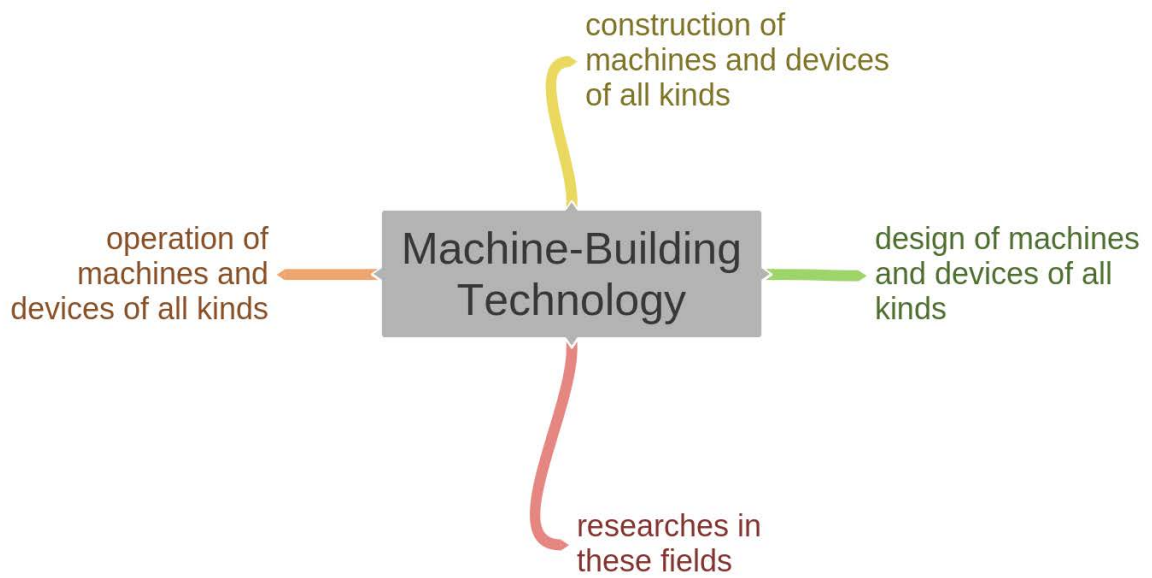 construction of
machines and devices
of all kinds
operation of
machines and
devices of all kinds
Machine-Building
Technology
design of machines
and devices of all
kinds
researches in
these fields